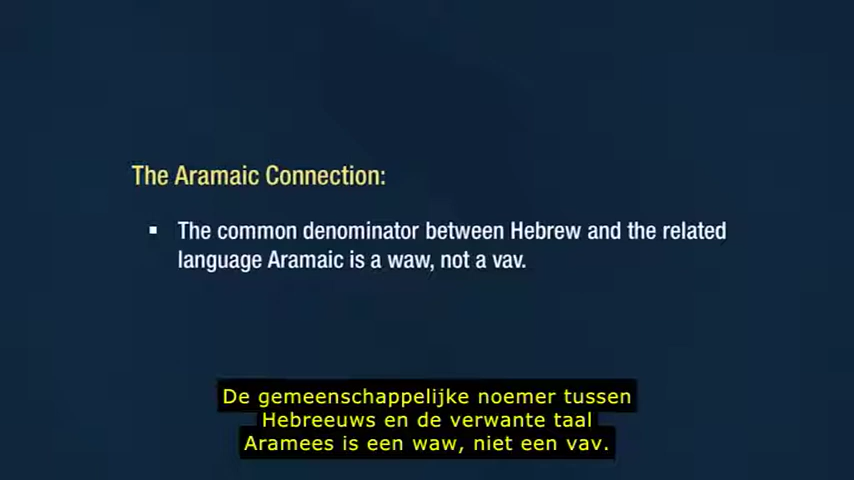 The Aramaic Connection:
▪ The common denominator between Hebrew and the related
language Aramaic is a waw, not a vav.
De gemeenschappelijke noemer tussen
Hebreeuws en de verwante taal
Aramees is een waw, niet een vav.